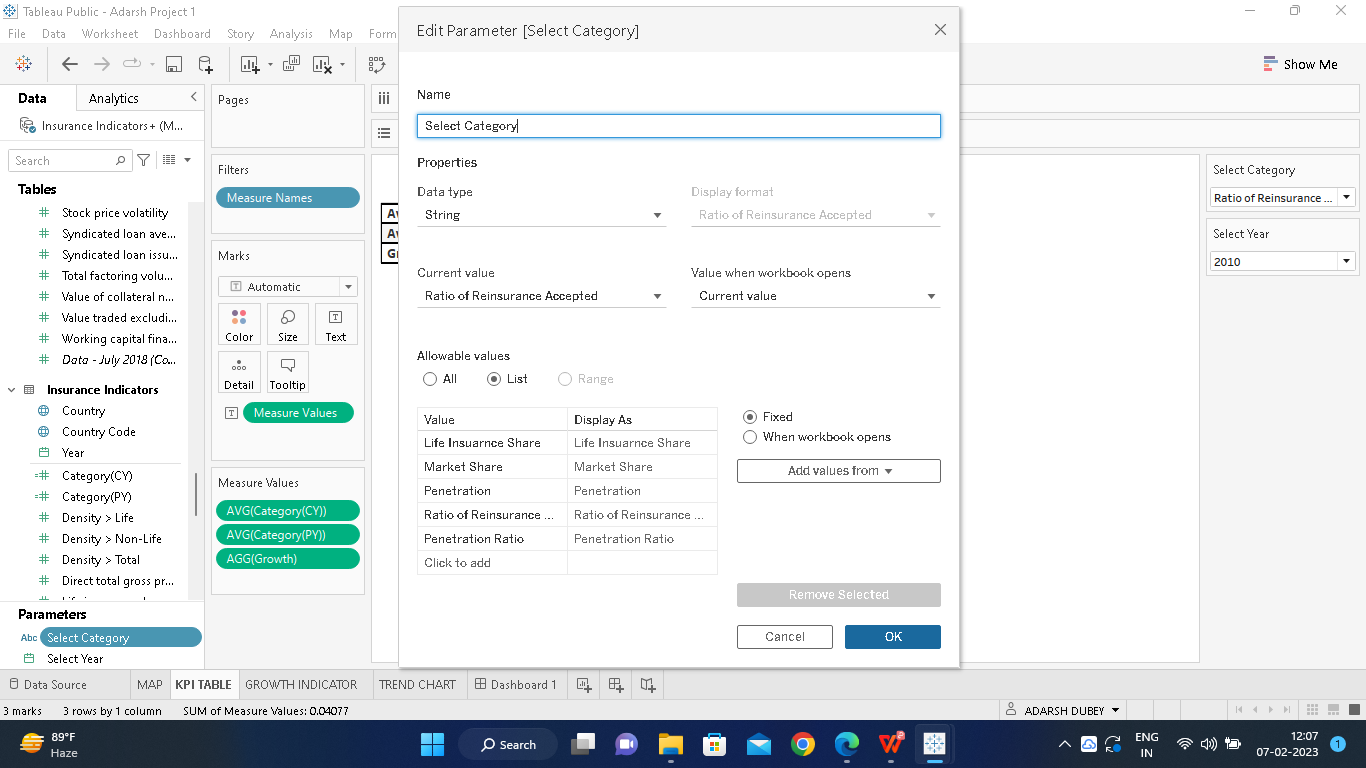 Tableau Public - Adarsh Project 1
File Data Worksheet Dashboard Story Analysis Map Form
Show Me
Data Analytics
Insurance Indicators+ (M...
Search
Tables
Stock price volatility
Syndicated loan ave...
Syndicated loan issu...
Total factoring volu...
Value of collateral n...
Value traded excludi...
Working capital fina...
Data - July 2018 (Co...
Insurance Indicators
Country
Country Code
Year
Category(CY)
Category(PY)
Density > Life
Density > Non-Life
Density > Total
Direct total gross pr...
Parameters
Abc Select Category
Select Year
Pages
Filters
Measure Names
Marks
Automatic
Color Size Text
Detail Tooltip
Measure Values
Measure Values
AVG(Category(CY))
AVG(Category(PY))
AGG(Growth)
Edit Parameter [Select Category]
Name
Select Category
Properties
Data type Display format
String Ratio of Reinsurance Accepted
Current value Value when workbook opens
Ratio of Reinsurance Accepted Current value
Allowable values
All List Range
Value Display As
Life Insuarnce Share Life Insuarnce Share
Market Share Market Share
Penetration Penetration
Ratio of Reinsurance ... Ratio of Reinsurance ...
Penetration Ratio Penetration Ratio
Click to add
Fixed
When workbook opens
Add values from
Remove Selected
Cancel OK
Select Category
Ratio of Reinsurance ...
Select Year
2010
Data Source MAP KPI TABLE GROWTH INDICATOR TREND CHART Dashboard 1
3 marks 3 rows by 1 column SUM of Measure Values: 0.04077 ADARSH DUBEY
89°F
Haze
Search
ENG
IN
12:07
07-02-2023
1